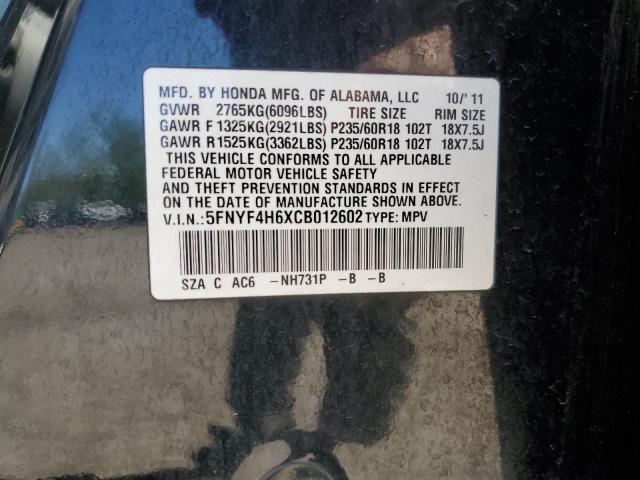 MFD. BY HONDA MFG. OF ALABAMA, LLC 10/'11
GVWR 2765KG(6096LBS) TIRE SIZE RIM SIZE
GAWR F 1325KG(2921LBS) P235/60R18 102T 18X7.5J
GAWR R 1525KG(3362LBS) P235/60R18 102T 18X7.5J
THIS VEHICLE CONFORMS TO ALL APPLICABLE
FEDERAL MOTOR VEHICLE SAFETY
AND THEFT PREVENTION STANDARDS IN EFFECT
ON THE DATE OF MANUFACTURE SHOWN ABOVE.
V.I.N.: 5FNYF4H6XCB012602 TYPE: MPV
SZA C AC6 -NH731P -B -B